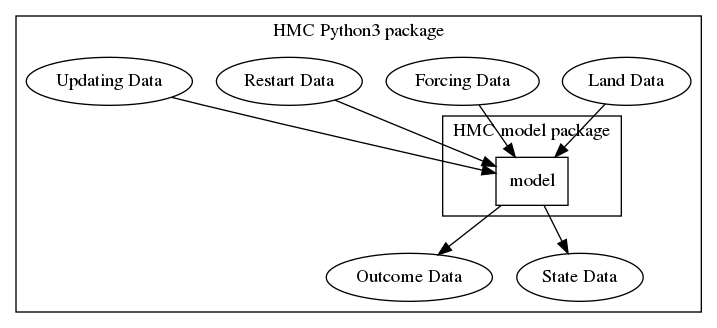 HMC Python3 package
Updating Data
Restart Data
Forcing Data
Land Data
HMC model package
model
Outcome Data
State Data